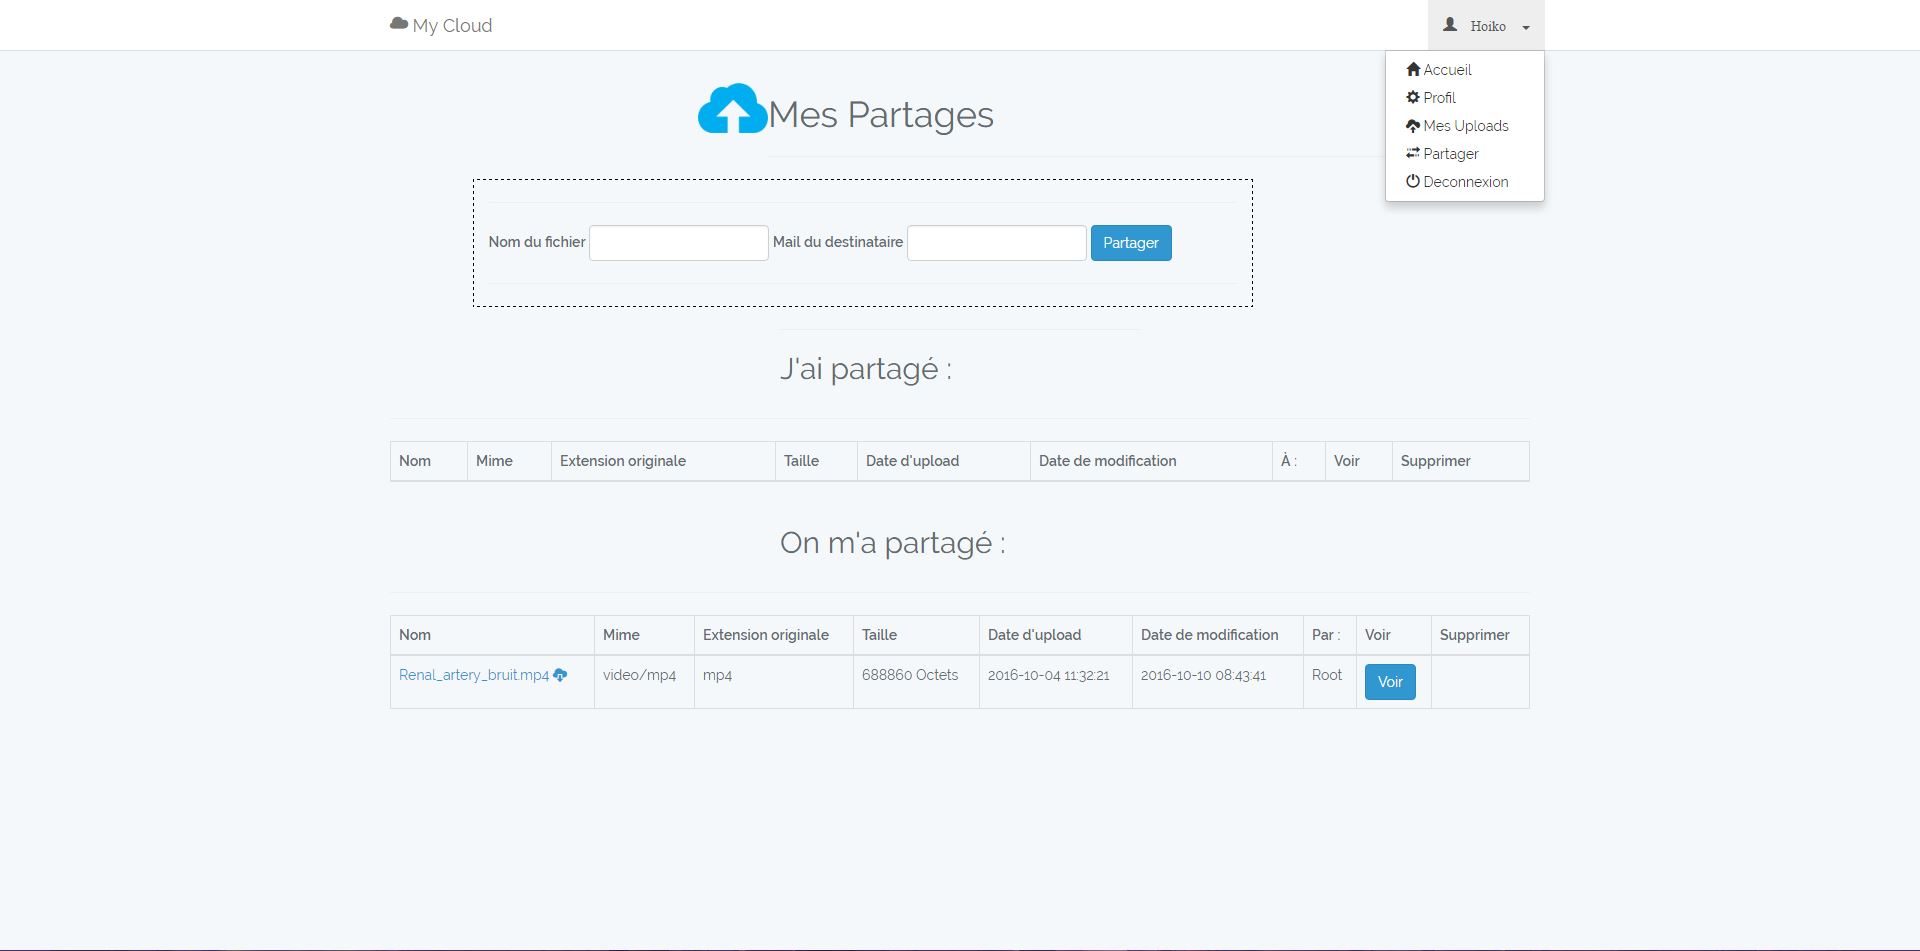 My Cloud
Hoiko
Accueil
Profil
Mes Uploads
Partager
Deconnexion
Mes Partages
Nom du fichier Mail du destinataire Partager
J'ai partagé :
Nom Mime Extension originale Taille Date d'upload Date de modification À : Voir Supprimer
On m'a partagé :
Nom Mime Extension originale Taille Date d'upload Date de modification Par : Voir Supprimer
Renal_artery_bruit.mp4 video/mp4 mp4 688860 Octets 2016-10-04 11:32:21 2016-10-10 08:43:41 Root Voir